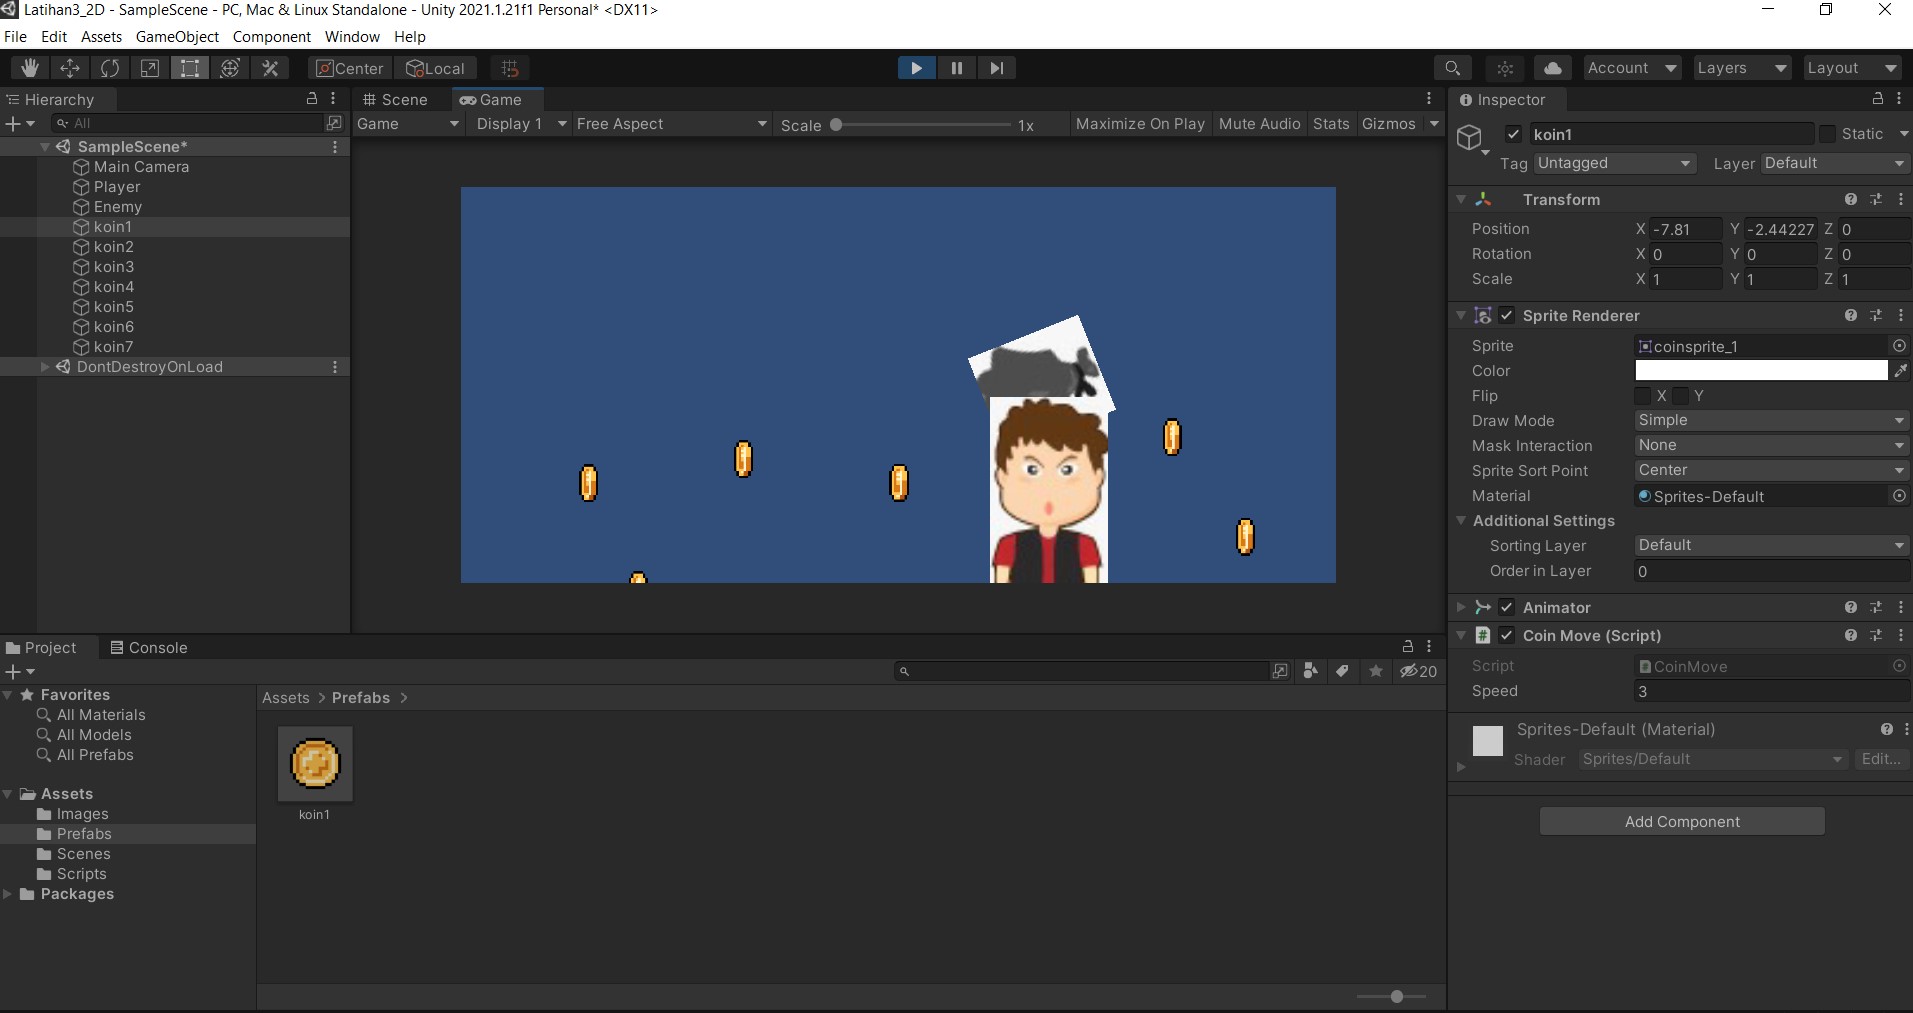 Latihan3_2D - SampleScene - PC, Mac & Linux Standalone - Unity 2021.1.21f1 Personal* <DX11>
File Edit Assets GameObject Component Window Help
Center Local Account Layers Layout
Hierarchy
All
SampleScene*
Main Camera
Player
Enemy
koin1
koin2
koin3
koin4
koin5
koin6
koin7
DontDestroyOnLoad
Scene Game
Game Display 1 Free Aspect Scale 1x Maximize On Play Mute Audio Stats Gizmos
Inspector
koin1 Static
Tag Untagged Layer Default
Transform
Position X -7.81 Y -2.44227 Z 0
Rotation X 0 Y 0 Z 0
Scale X 1 Y 1 Z 1
Sprite Renderer
Sprite coinsprite_1
Color
Flip X Y
Draw Mode Simple
Mask Interaction None
Sprite Sort Point Center
Material Sprites-Default
Additional Settings
Sorting Layer Default
Order in Layer 0
Animator
Coin Move (Script)
Script CoinMove
Speed 3
Sprites-Default (Material)
Shader Sprites/Default Edit...
Add Component
Project Console
20
Favorites
All Materials
All Models
All Prefabs
Assets
Images
Prefabs
Scenes
Scripts
Packages
Assets > Prefabs >
koin1